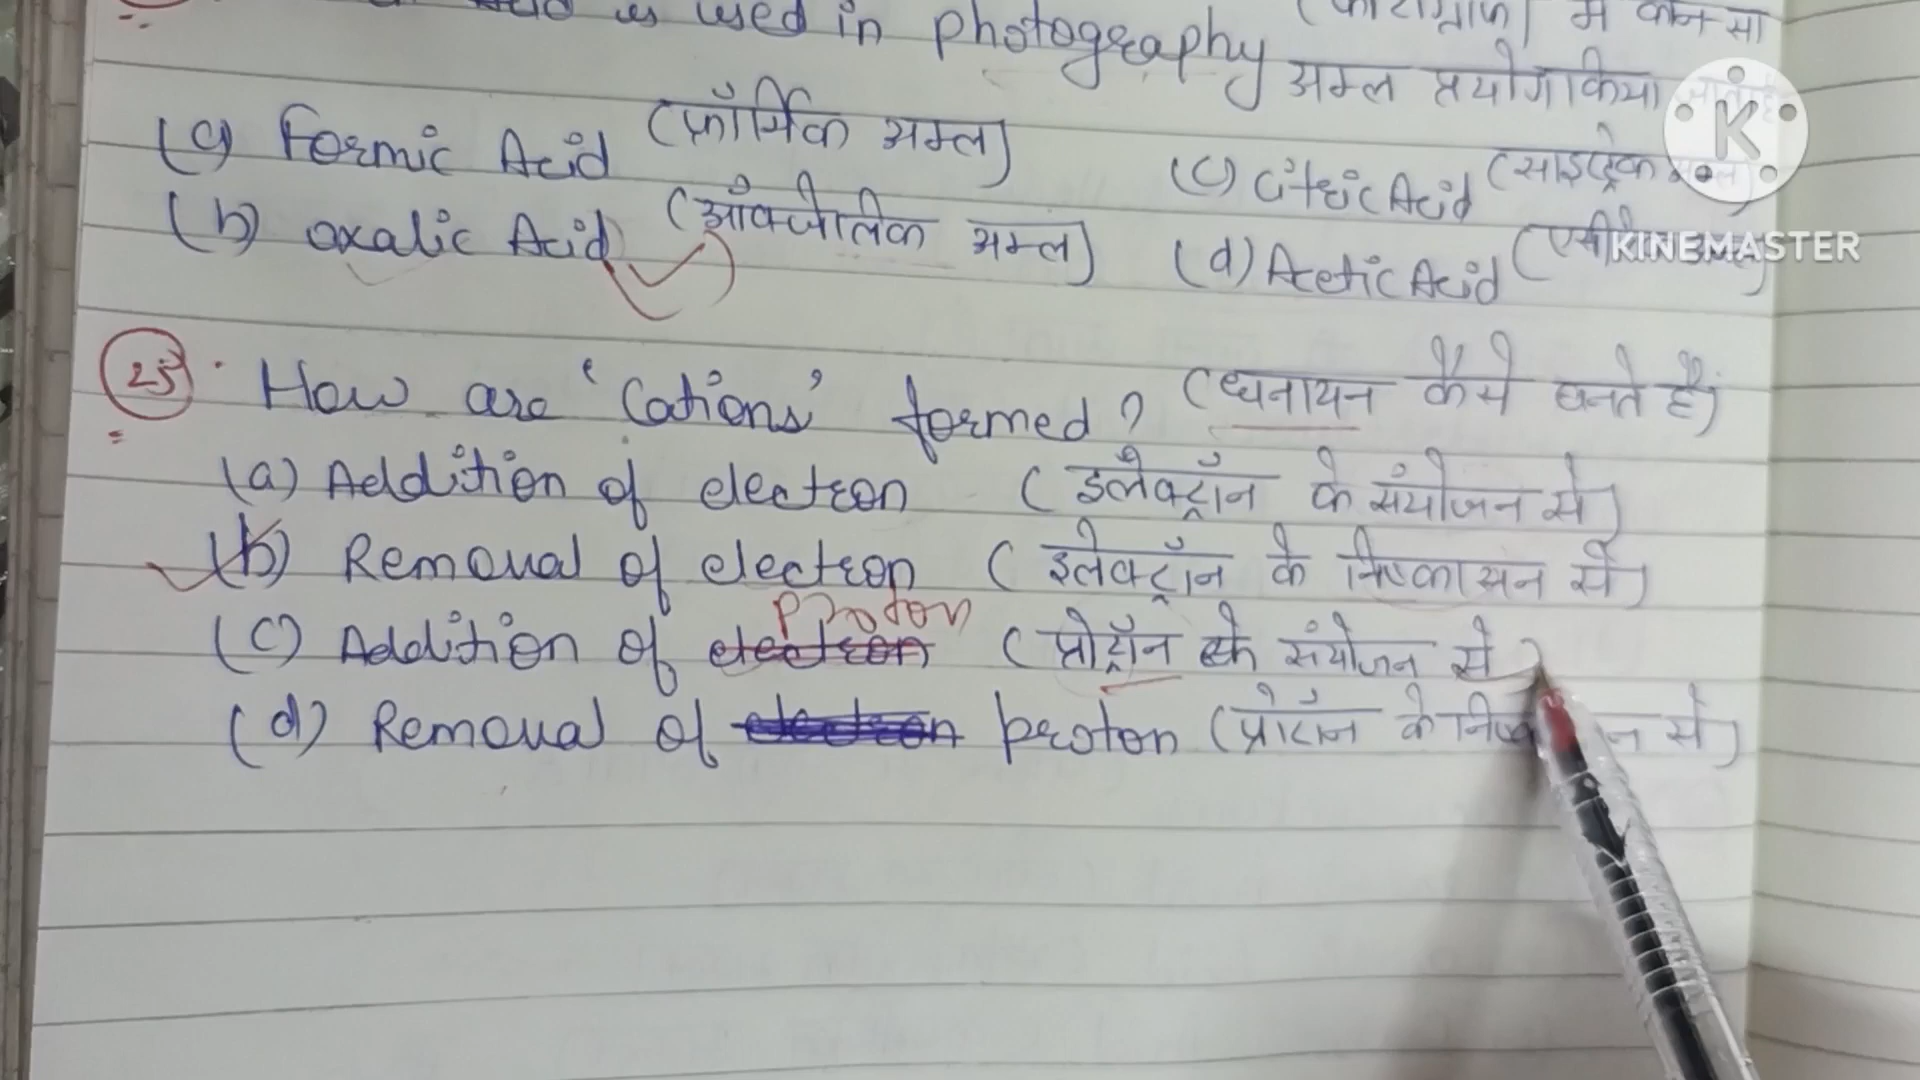 is used in photography (फोटोग्राफी में कौन सा
अम्ल प्रयोग किया
(a) Formic Acid (फॉर्मिक अम्ल)
(c) Citric Acid (साइट्रिक
(b) oxalic Acid (ऑक्जैलिक अम्ल)
(d) Acetic Acid
KINEMASTER
25. How are 'Cations' formed? (धनायन कैसे बनते हैं)
(a) Addition of electron (इलैक्ट्रॉन के संयोजन से)
(b) Removal of electron (इलेक्ट्रॉन के निष्कासन से)
(c) Addition of electron proton (प्रोट्रॉन के संयोजन से)
(d) Removal of electron proton (प्रोटॉन के से)